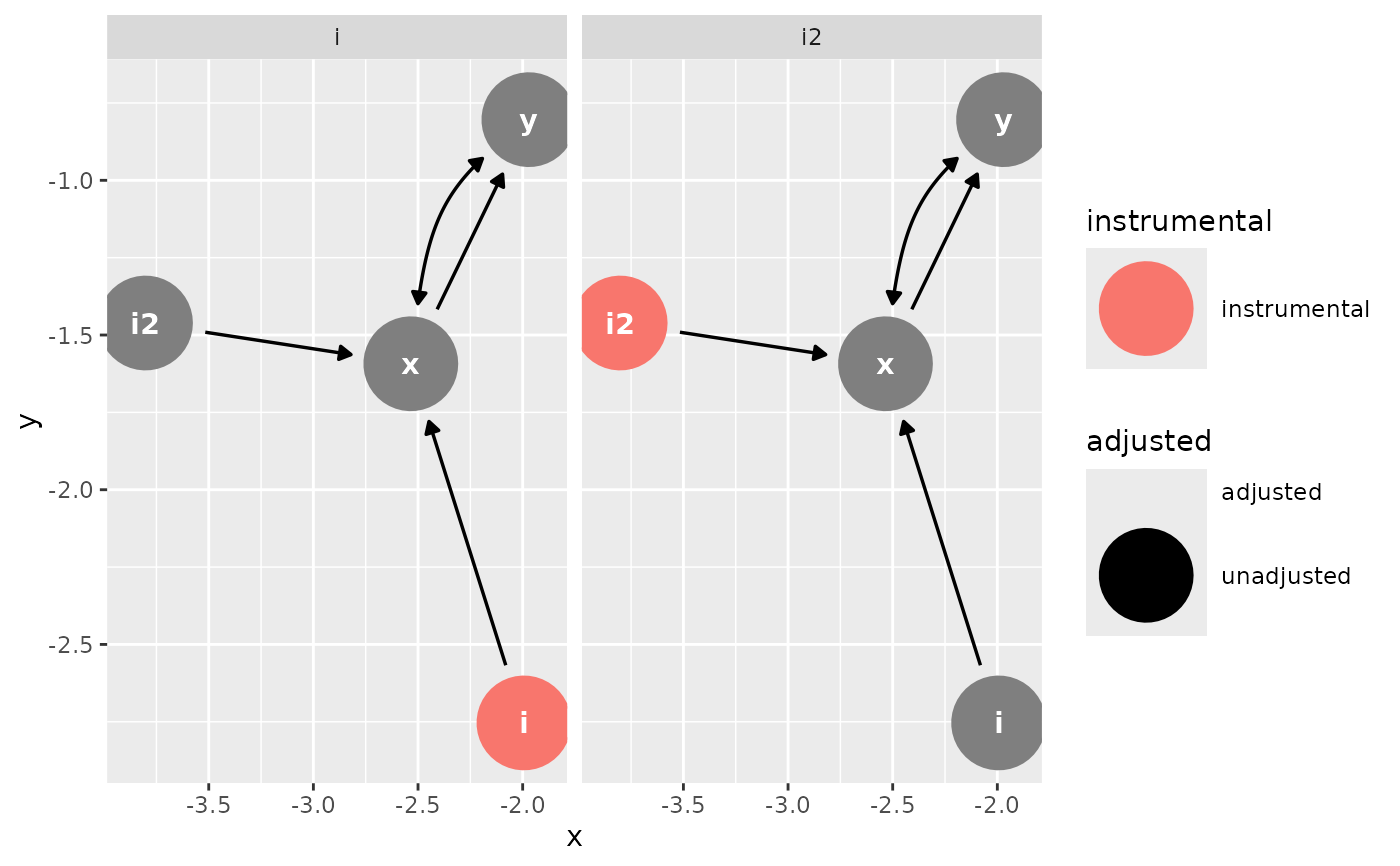 i
i2
y
y
-1.0
i2
x
i2
x
-1.5
-2.0
-2.5
i
i
y
-3.5
-3.0
-2.5
-2.0
-3.5
-3.0
-2.5
-2.0
x
instrumental
instrumental
adjusted
adjusted
unadjusted